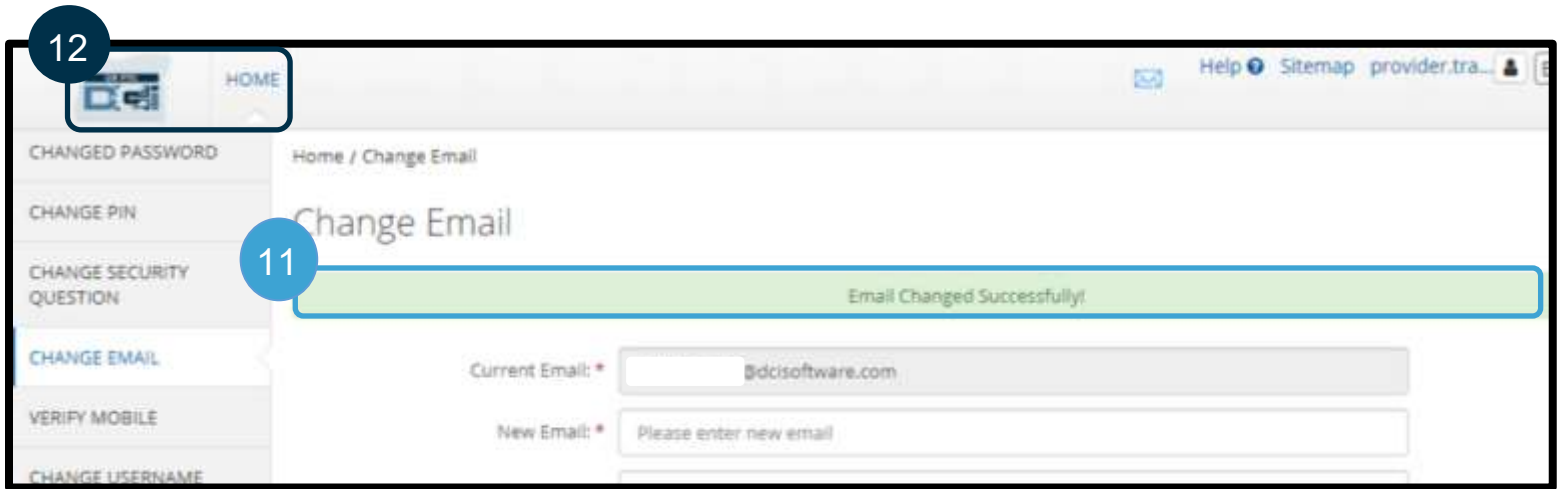 12
DCi
HOME
Help Sitemap provider.tra...
CHANGED PASSWORD
CHANGE PIN
CHANGE SECURITY
QUESTION
CHANGE EMAIL
VERIFY MOBILE
CHANGE USERNAME
Home / Change Email
Change Email
11
Email Changed Successfully!
Current Email: * @dcisoftware.com
New Email: * Please enter new email